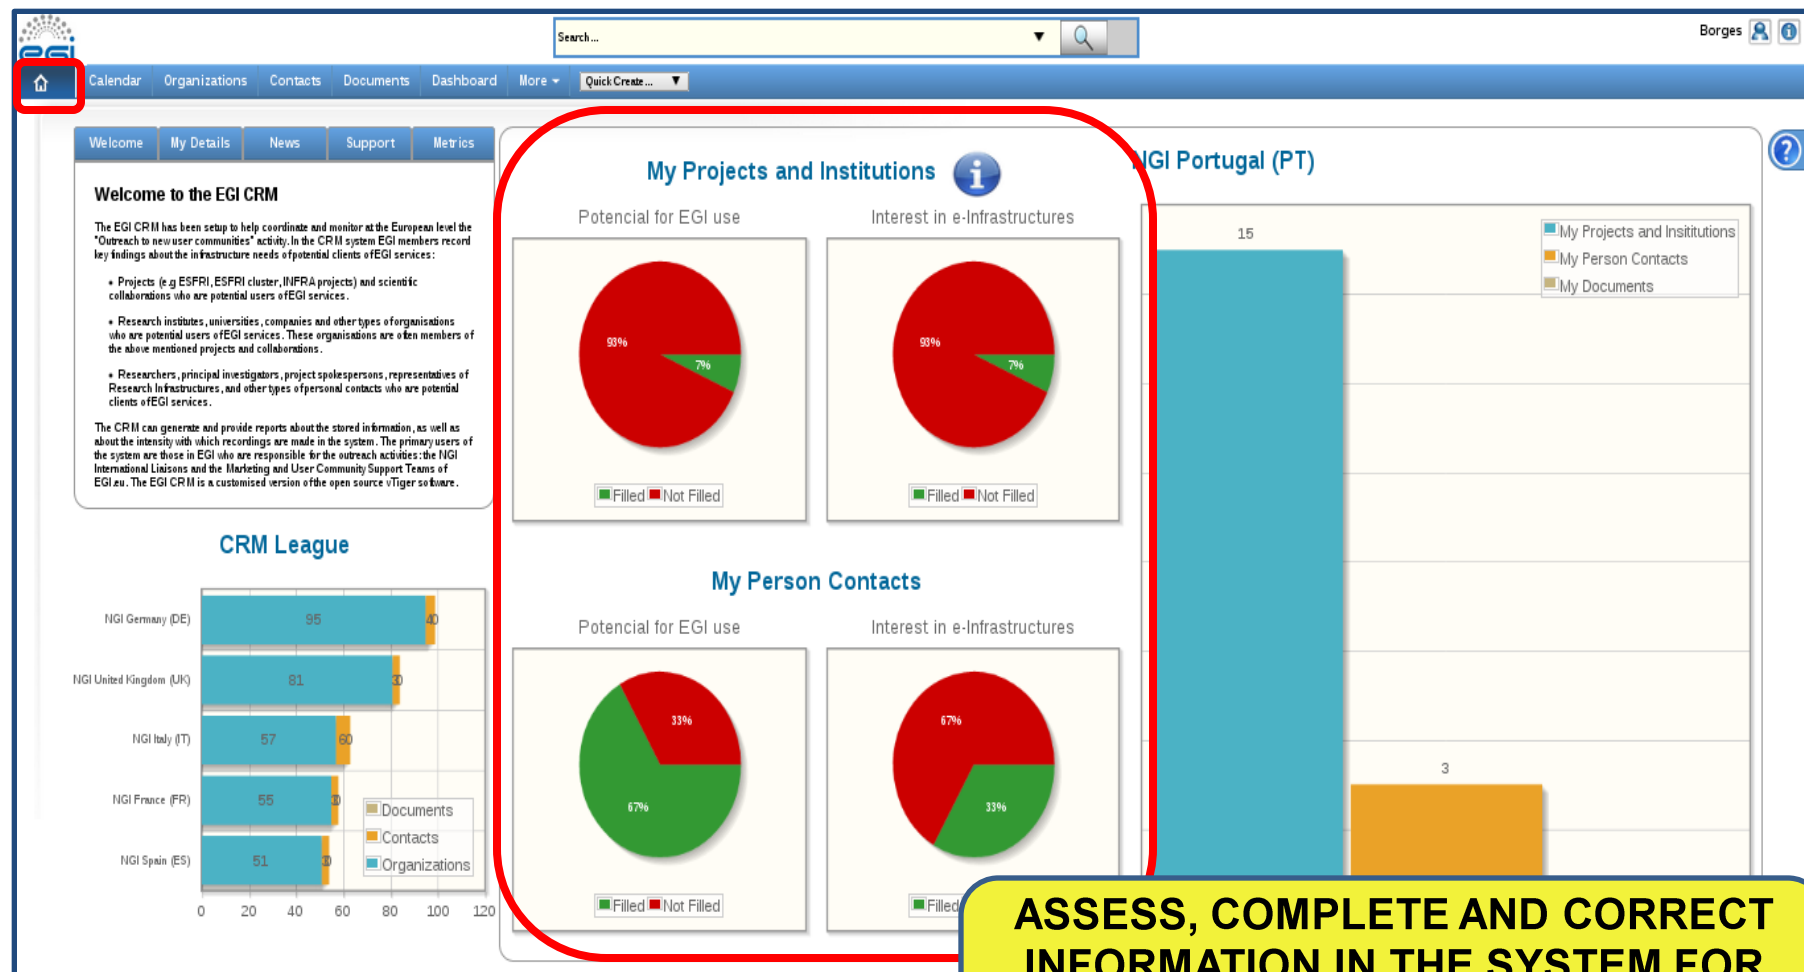 egi
Search...
Borges
Calendar Organizations Contacts Documents Dashboard More Quick Create...
Welcome My Details News Support Metrics
Welcome to the EGI CRM
The EGI CRM has been setup to help coordinate and monitor at the European level the
"Outreach to new user communities" activity. In the CRM system EGI members record
key findings about the infrastructure needs of potential clients of EGI services:
• Projects (e.g ESFRI, ESFRI cluster, INFRA projects) and scientific
collaborations who are potential users of EGI services.
• Research institutes, universities, companies and other types of organisations
who are potential users of EGI services. These organisations are often members of
the above mentioned projects and collaborations.
• Researchers, principal investigators, project spokespersons, representatives of
Research Infrastructures, and other types of personal contacts who are potential
clients of EGI services.
The CRM can generate and provide reports about the stored information, as well as
about the intensity with which recordings are made in the system. The primary users of
the system are those in EGI who are responsible for the outreach activities: the NGI
International Liaisons and the Marketing and User Community Support Teams of
EGI.eu. The EGI CRM is a customised version of the open source vTiger software.
CRM League
NGI Germany (DE) 95 40
NGI United Kingdom (UK) 81 30
NGI Italy (IT) 57 60
NGI France (FR) 55
NGI Spain (ES) 51 30
Documents
Contacts
Organizations
0 20 40 60 80 100 120
My Projects and Institutions
Potencial for EGI use Interest in e-Infrastructures
93% 7% 93% 7%
Filled Not Filled Filled Not Filled
My Person Contacts
Potencial for EGI use Interest in e-Infrastructures
33% 67% 67% 33%
Filled Not Filled Filled
NGI Portugal (PT)
15
My Projects and Insititutions
My Person Contacts
My Documents
3
ASSESS, COMPLETE AND CORRECT
INFORMATION IN THE SYSTEM FOR